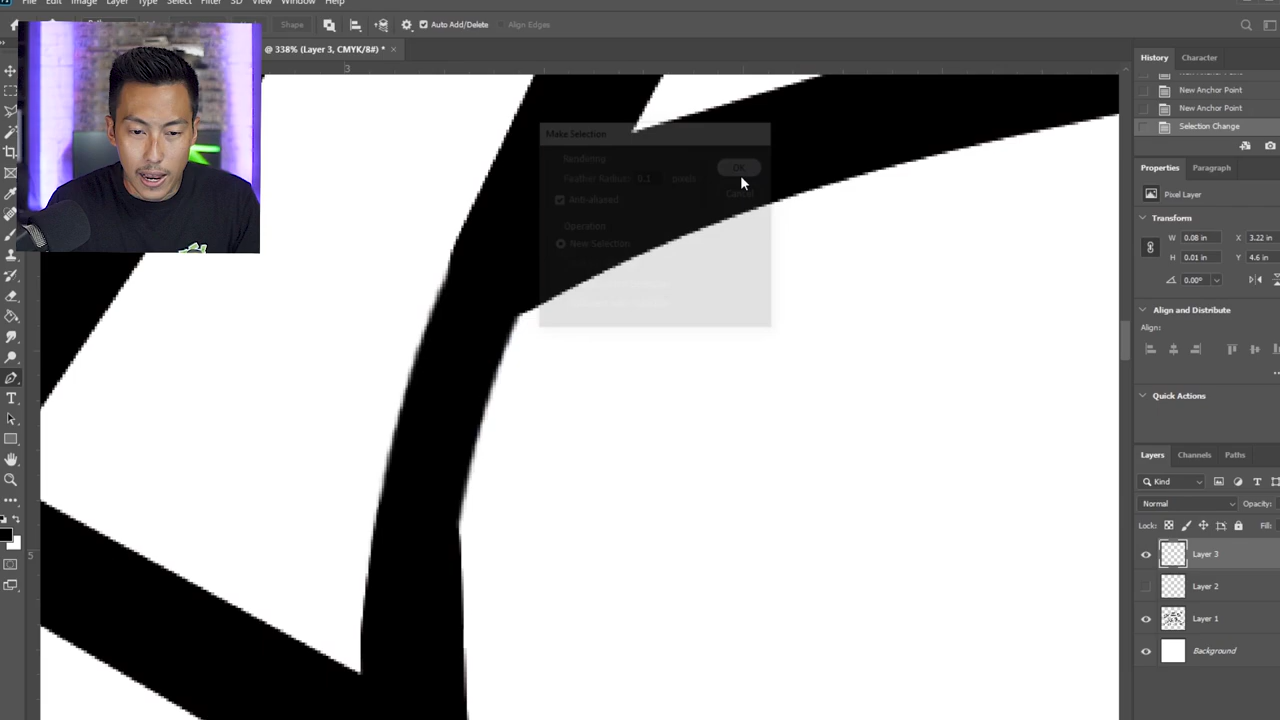 File Edit Image Layer Type Select Filter 3D View Window Help
Shape Auto Add/Delete Align Edges
@ 338% (Layer 3, CMYK/8#) * ×
3
5
Make Selection
Rendering
Feather Radius: 0.1 pixels
Anti-aliased
Operation
New Selection
OK
Cancel
History Character
New Anchor Point
New Anchor Point
Selection Change
Properties Paragraph
Pixel Layer
Transform
W 0.08 in X 3.22 in
H 0.01 in Y 4.6 in
0.00°
Align and Distribute
Align:
Quick Actions
Layers Channels Paths
Kind
Normal Opacity:
Lock: Fill:
Layer 3
Layer 2
Layer 1
Background